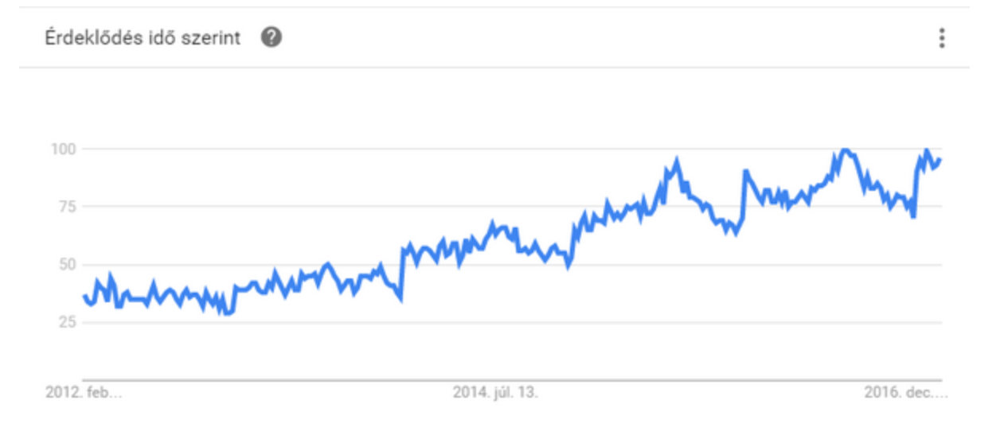 Érdeklődés idő szerint ?
100
75
50
25
2012. feb...
2014. júl. 13.
2016. dec....